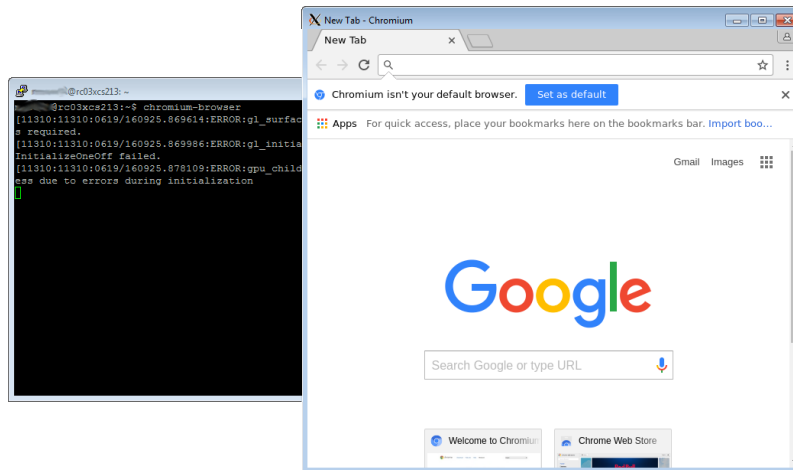 @rc03xcs213: ~
@rc03xcs213:~$ chromium-browser
[11310:11310:0619/160925.869614:ERROR:gl_surfac
s required.
[11310:11310:0619/160925.869986:ERROR:gl_initia
InitializeOneOff failed.
[11310:11310:0619/160925.878109:ERROR:gpu_child
ess due to errors during initialization
New Tab - Chromium
New Tab
Chromium isn't your default browser. Set as default
Apps For quick access, place your bookmarks here on the bookmarks bar. Import boo...
Gmail Images
Google
Search Google or type URL
Welcome to Chromium Chrome Web Store